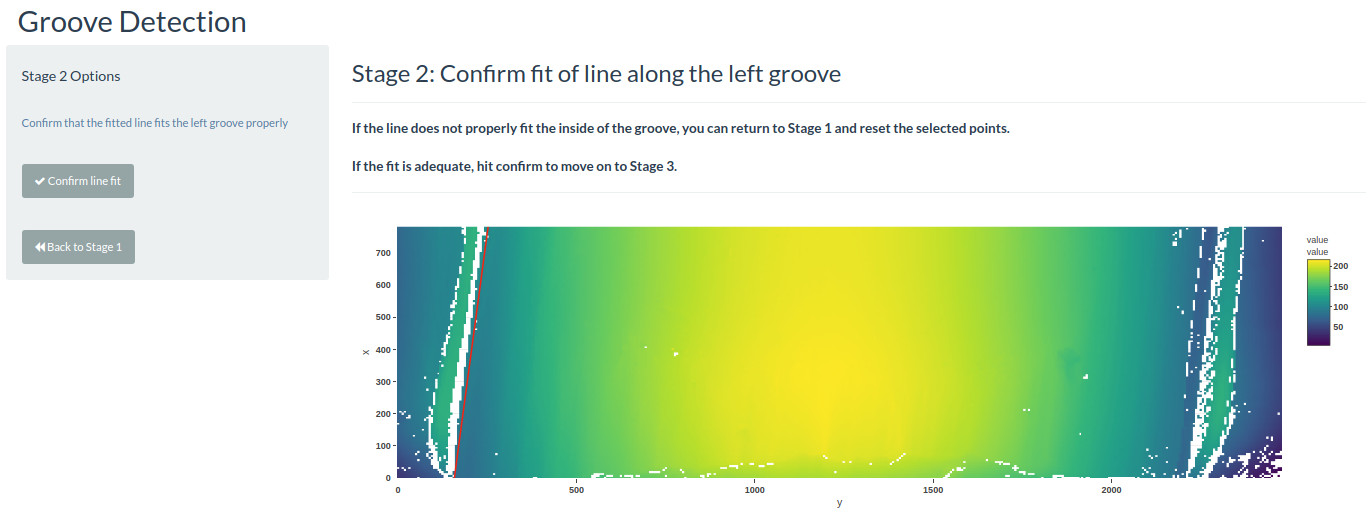 Groove Detection
Stage 2 Options
Confirm that the fitted line fits the left groove properly
Confirm line fit
Back to Stage 1
Stage 2: Confirm fit of line along the left groove
If the line does not properly fit the inside of the groove, you can return to Stage 1 and reset the selected points.
If the fit is adequate, hit confirm to move on to Stage 3.
700
600
500
400
300
200
100
0
x
0 500 1000 1500 2000
y
value
value
200
150
100
50